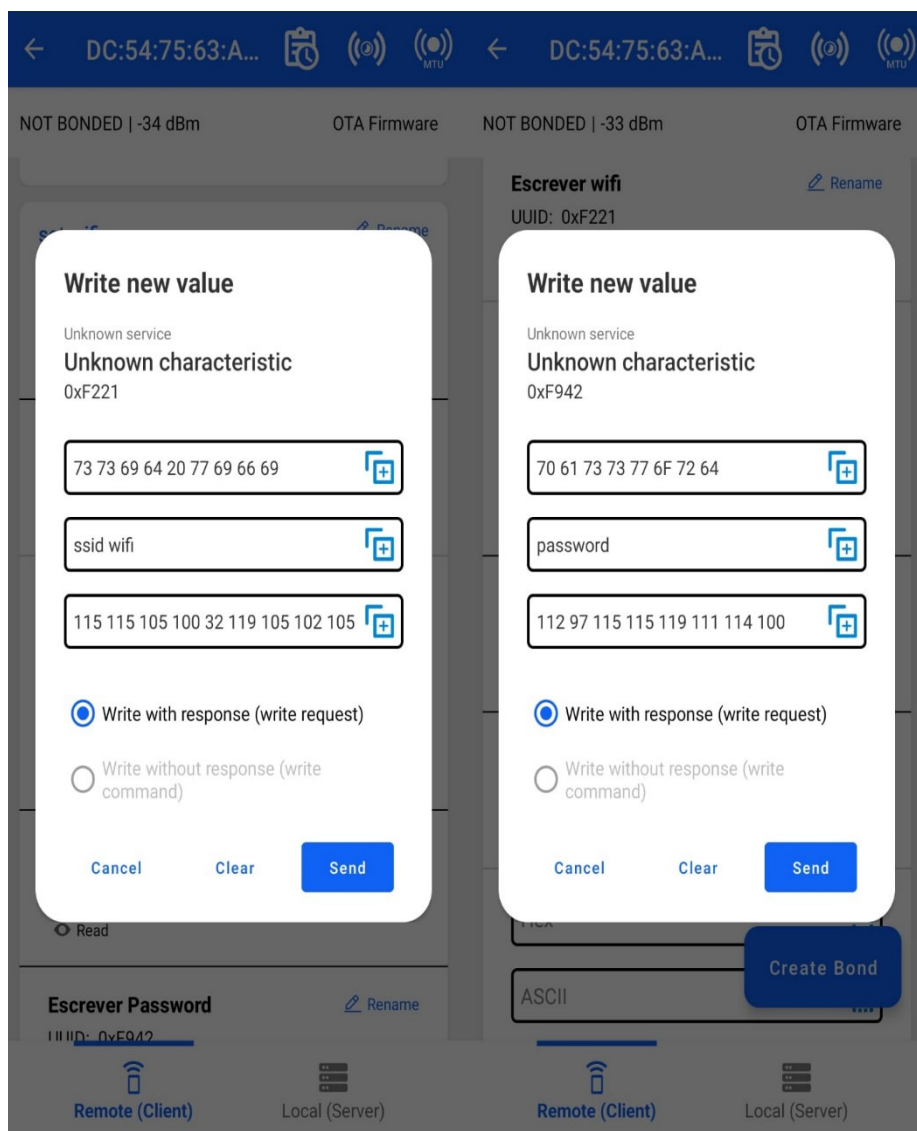 DC:54:75:63:A...
MTU
NOT BONDED | -34 dBm
OTA Firmware
Rename
Write new value
Unknown service
Unknown characteristic
0xF221
73 73 69 64 20 77 69 66 69
ssid wifi
115 115 105 100 32 119 105 102 105
Write with response (write request)
Write without response (write
command)
Cancel
Clear
Send
Read
Escrever Password
Rename
UUID: 0xF942
Remote (Client)
Local (Server)
DC:54:75:63:A...
MTU
NOT BONDED | -33 dBm
OTA Firmware
Escrever wifi
Rename
UUID: 0xF221
Write new value
Unknown service
Unknown characteristic
0xF942
70 61 73 73 77 6F 72 64
password
112 97 115 115 119 111 114 100
Write with response (write request)
Write without response (write
command)
Cancel
Clear
Send
Hex
Create Bond
ASCII
Remote (Client)
Local (Server)